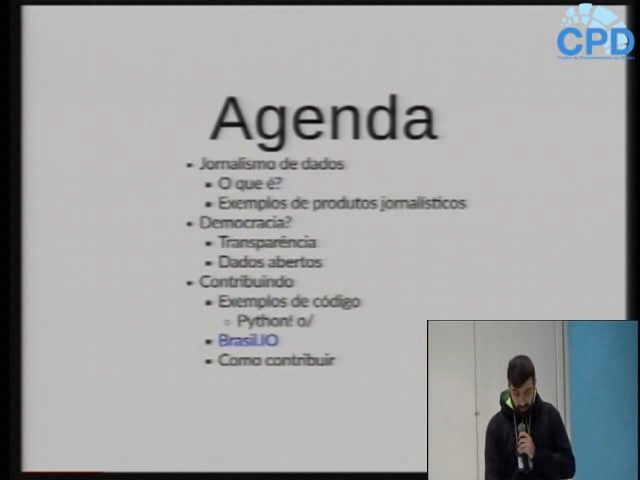 CPD
Agenda
• Jornalismo de dados
▪ O que é?
▪ Exemplos de produtos jornalísticos
• Democracia?
▪ Transparência
▪ Dados abertos
• Contribuindo
▪ Exemplos de código
○ Python! o/
▪ Brasil.IO
▪ Como contribuir